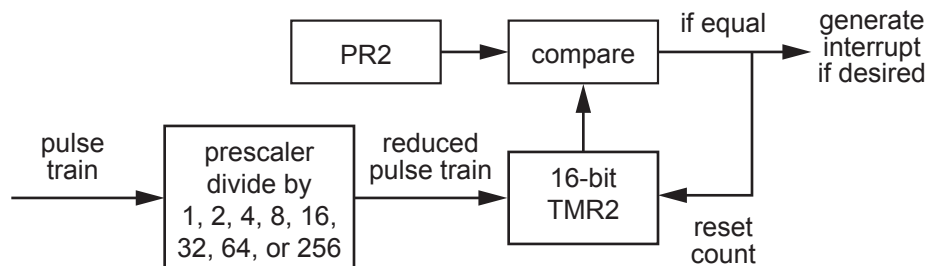 PR2
compare
if equal
generate
interrupt
if desired
pulse
train
prescaler
divide by
1, 2, 4, 8, 16,
32, 64, or 256
reduced
pulse train
16-bit
TMR2
reset
count